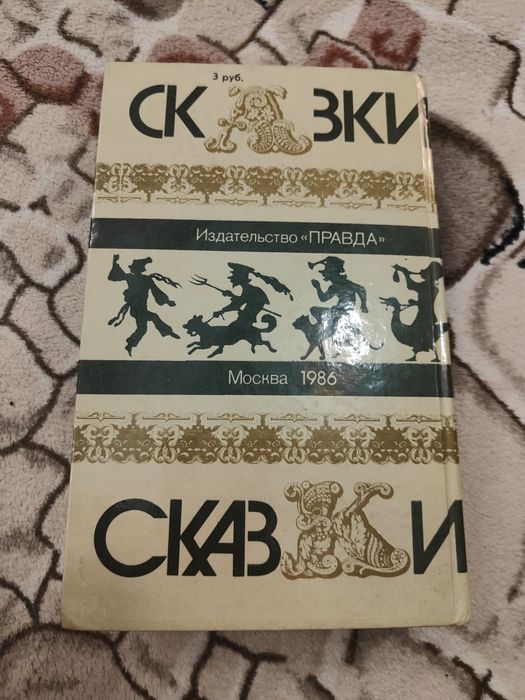 3 руб.
СКАЗКИ
Издательство «ПРАВДА»
Москва 1986
СКАЗКИ